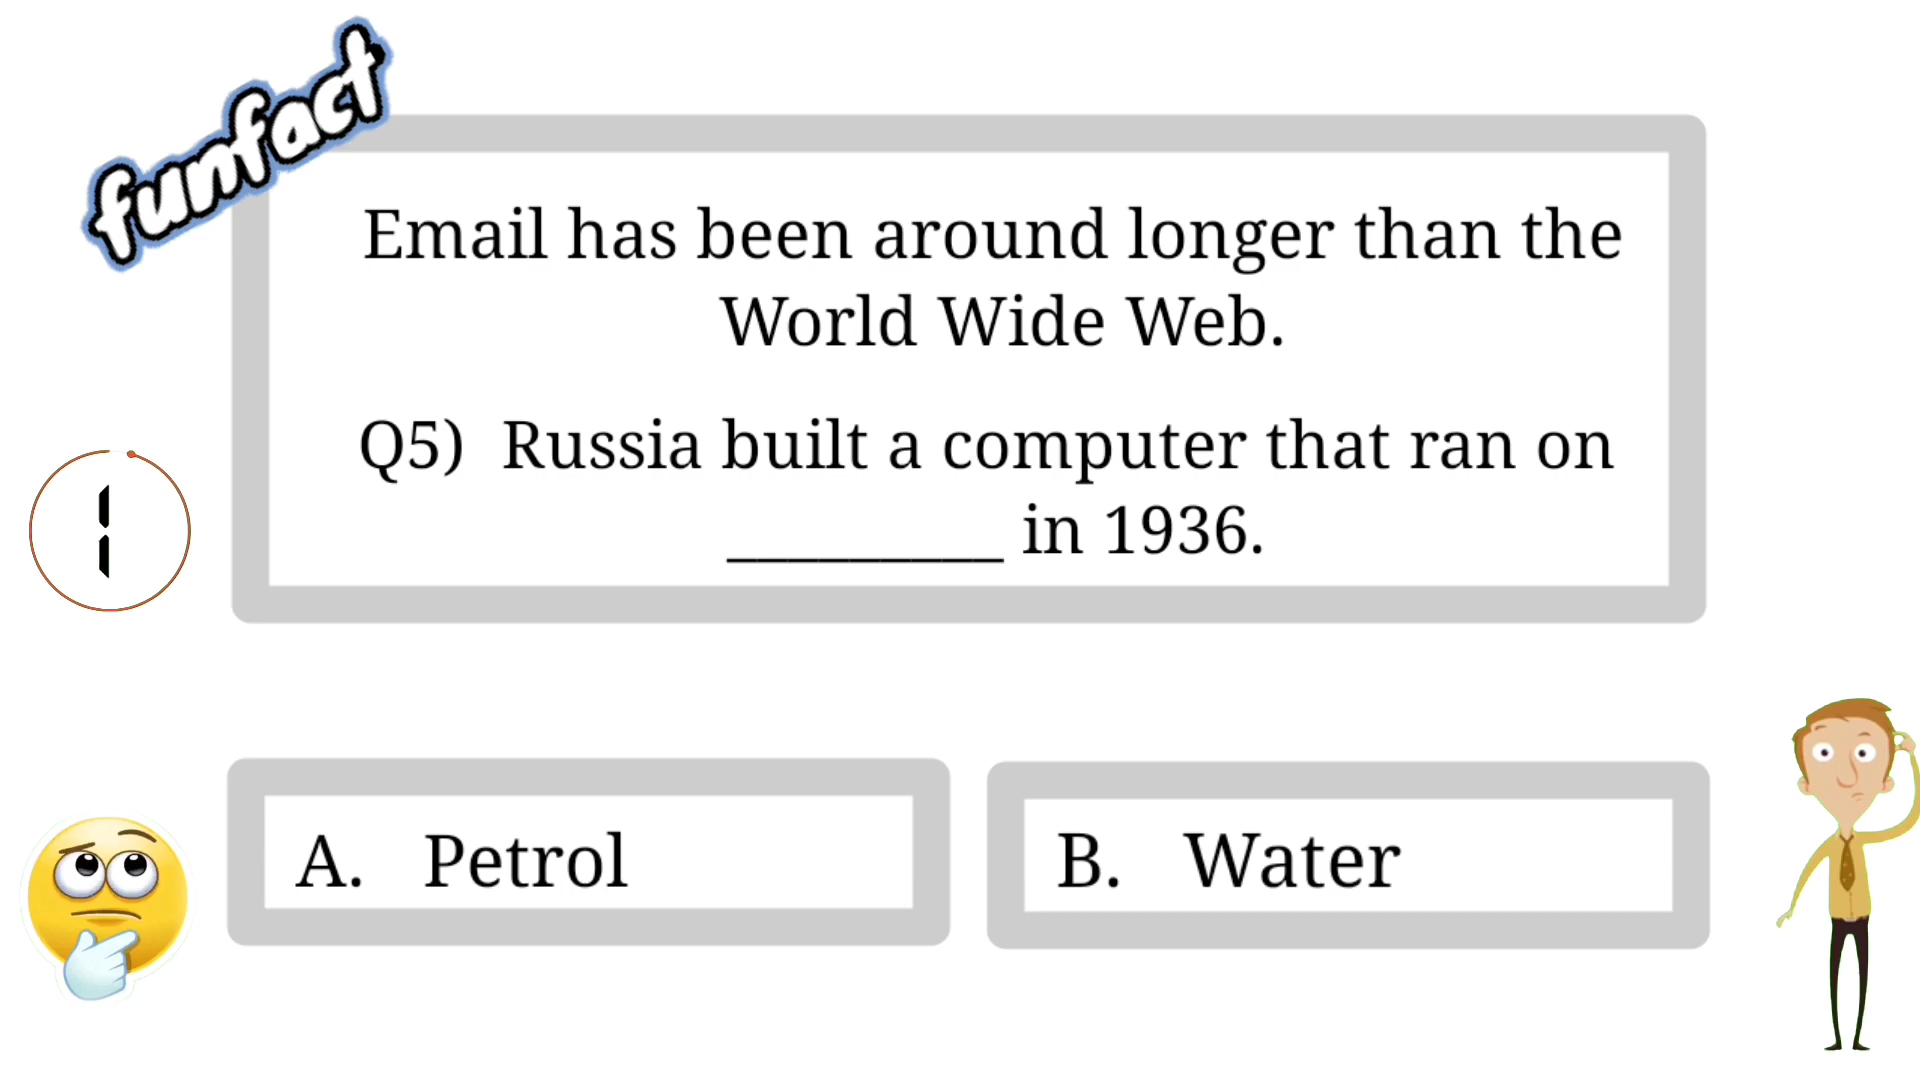 funfact
Email has been around longer than the
World Wide Web.
Q5) Russia built a computer that ran on
_________ in 1936.
1
A. Petrol
B. Water